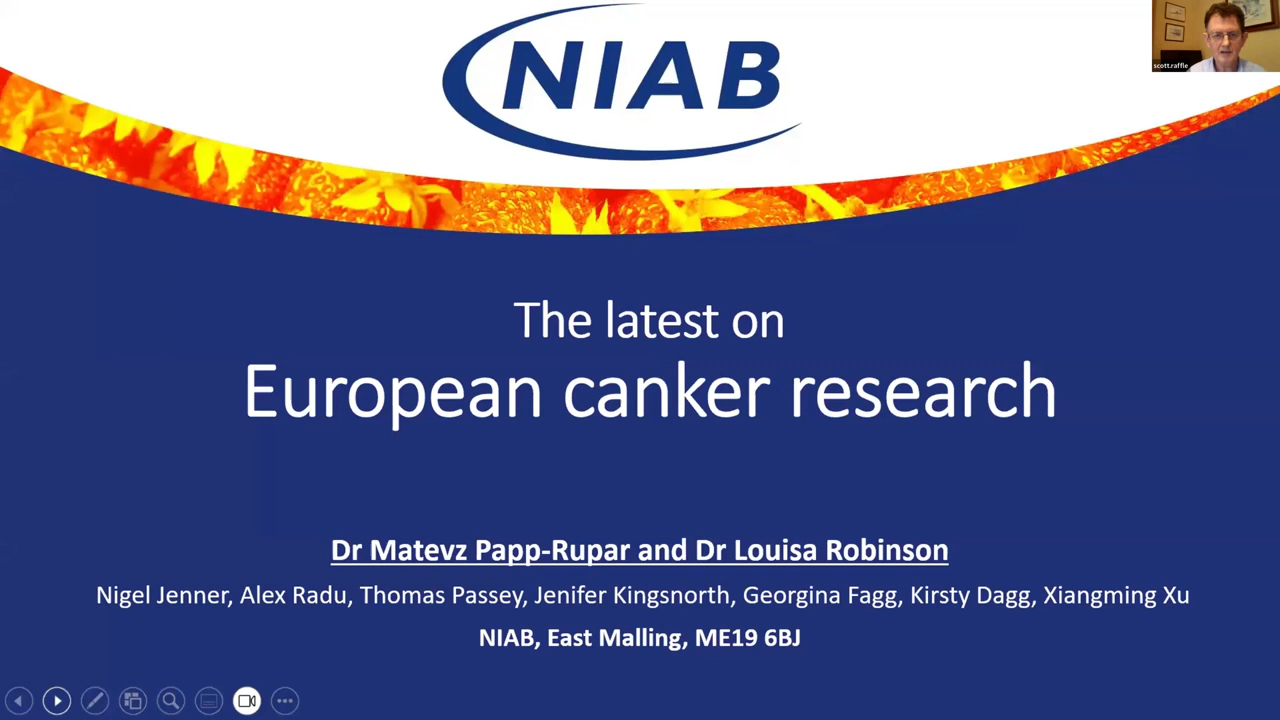 NIAB
scott.raffle
The latest on
European canker research
Dr Matevz Papp-Rupar and Dr Louisa Robinson
Nigel Jenner, Alex Radu, Thomas Passey, Jenifer Kingsnorth, Georgina Fagg, Kirsty Dagg, Xiangming Xu
NIAB, East Malling, ME19 6BJ